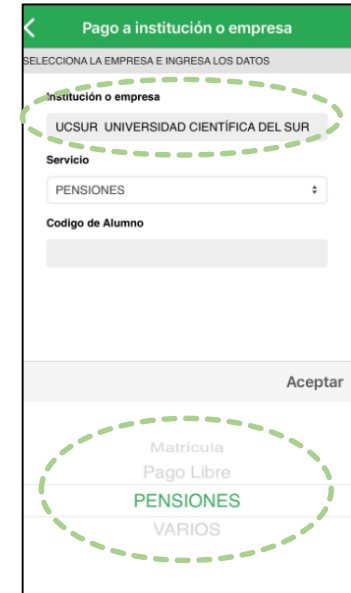 Pago a institución o empresa
SELECCIONA LA EMPRESA E INGRESA LOS DATOS
Institución o empresa
UCSUR UNIVERSIDAD CIENTÍFICA DEL SUR
Servicio
PENSIONES
Codigo de Alumno
Aceptar
Matrícula
Pago Libre
PENSIONES
VARIOS